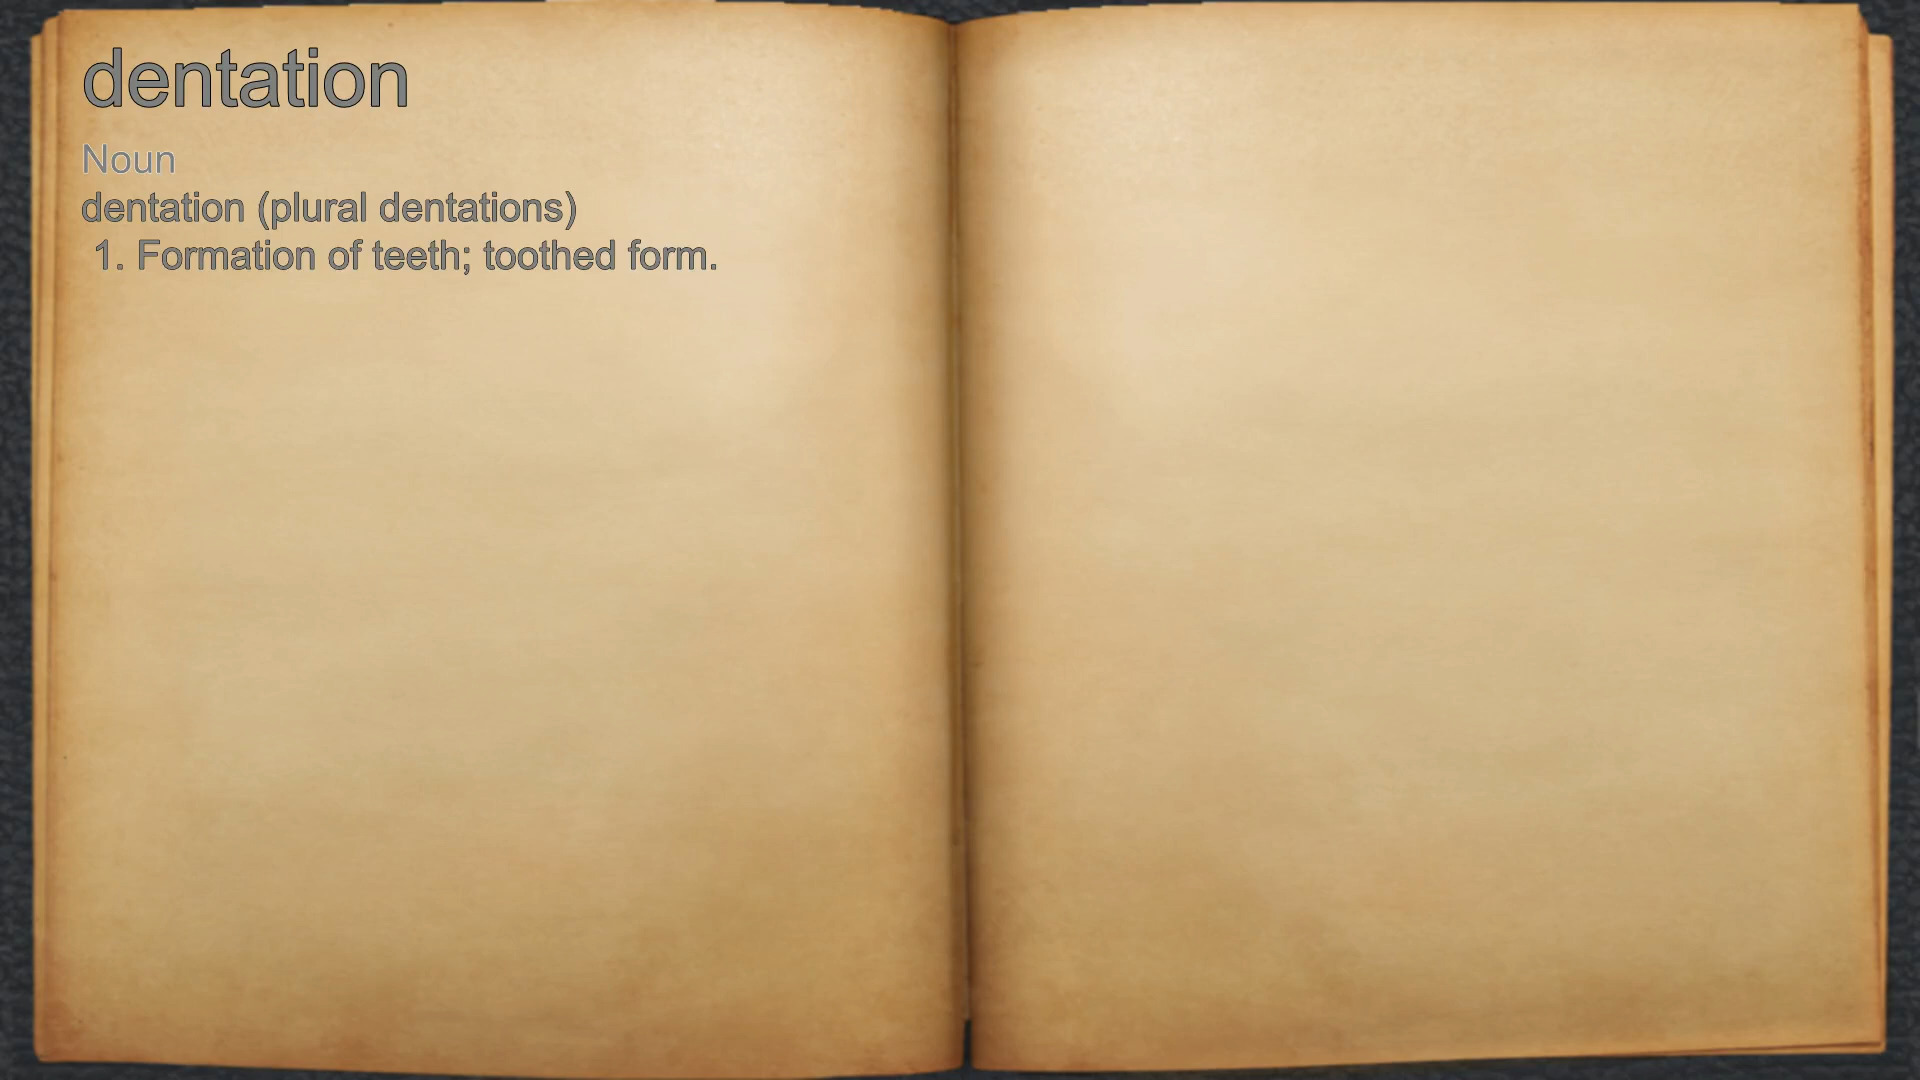 dentation
Noun
dentation (plural dentations)
1. Formation of teeth; toothed form.